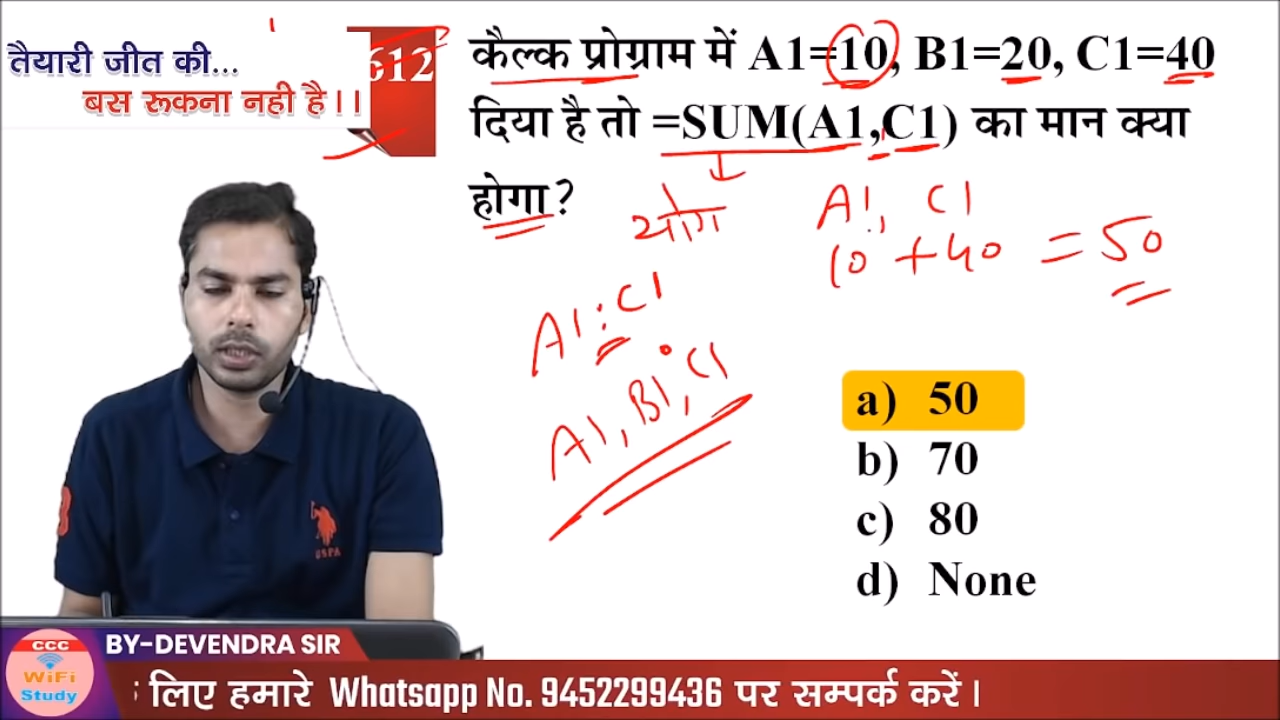 तैयारी जीत की...
बस रूकना नही है।।
612
कैल्क प्रोग्राम में A1=10, B1=20, C1=40
दिया है तो =SUM(A1,C1) का मान क्या
होगा?
योग
A1, C1
10 + 40 = 50
A1:C1
A1, B1, C1
a) 50
b) 70
c) 80
d) None
USPA
CCC
WiFi
Study
BY-DEVENDRA SIR
लिए हमारे Whatsapp No. 9452299436 पर सम्पर्क करें।